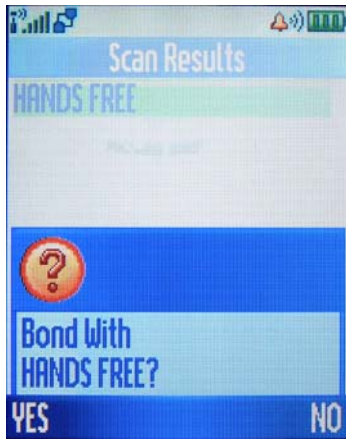 Scan Results
HANDS FREE
Bond With
HANDS FREE?
YES
NO